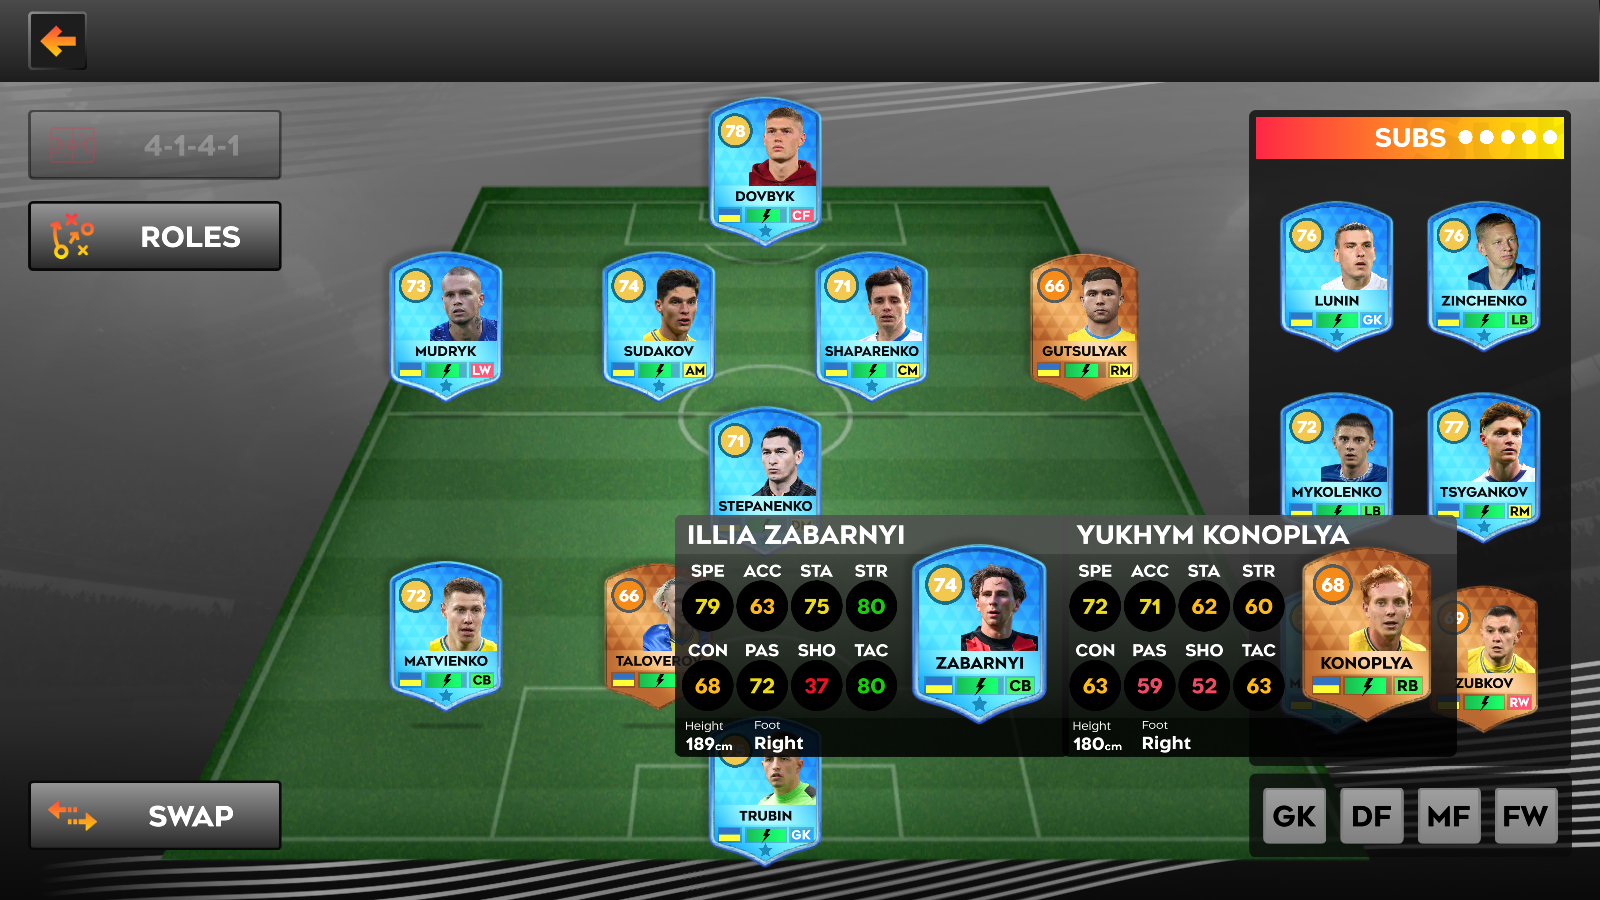 4-1-4-1
ROLES
SWAP
78
DOVBYK
CF
73
MUDRYK
LW
74
SUDAKOV
AM
71
SHAPARENKO
CM
66
GUTSULYAK
RM
71
STEPANENKO
72
MATVIENKO
CB
66
TALOVEROV
TRUBIN
GK
ILLIA ZABARNYI
SPE ACC STA STR
79 63 75 80
CON PAS SHO TAC
68 72 37 80
Height Foot
189cm Right
74
ZABARNYI
CB
YUKHYM KONOPLYA
SPE ACC STA STR
72 71 62 60
CON PAS SHO TAC
63 59 52 63
Height Foot
180cm Right
68
KONOPLYA
RB
SUBS
76
LUNIN
GK
76
ZINCHENKO
LB
72
MYKOLENKO
LB
77
TSYGANKOV
RM
ZUBKOV
RW
GK DF MF FW